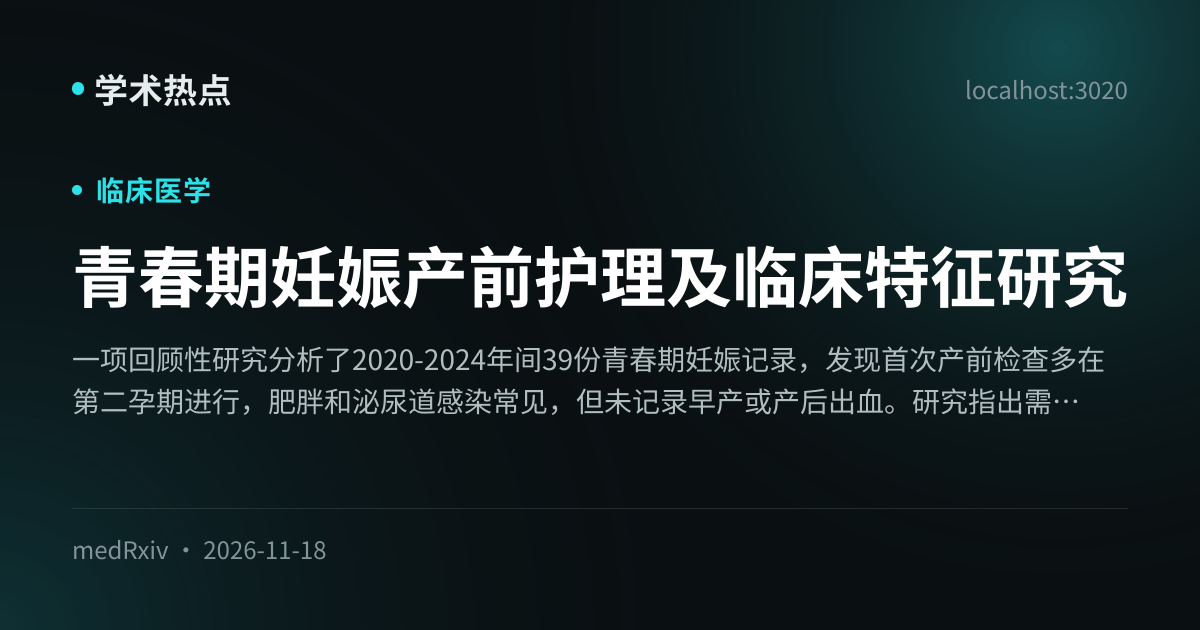 学术热点
localhost:3020
临床医学
青春期妊娠产前护理及临床特征研究
一项回顾性研究分析了2020-2024年间39份青春期妊娠记录，发现首次产前检查多在
第二孕期进行，肥胖和泌尿道感染常见，但未记录早产或产后出血。研究指出需…
medRxiv · 2026-11-18